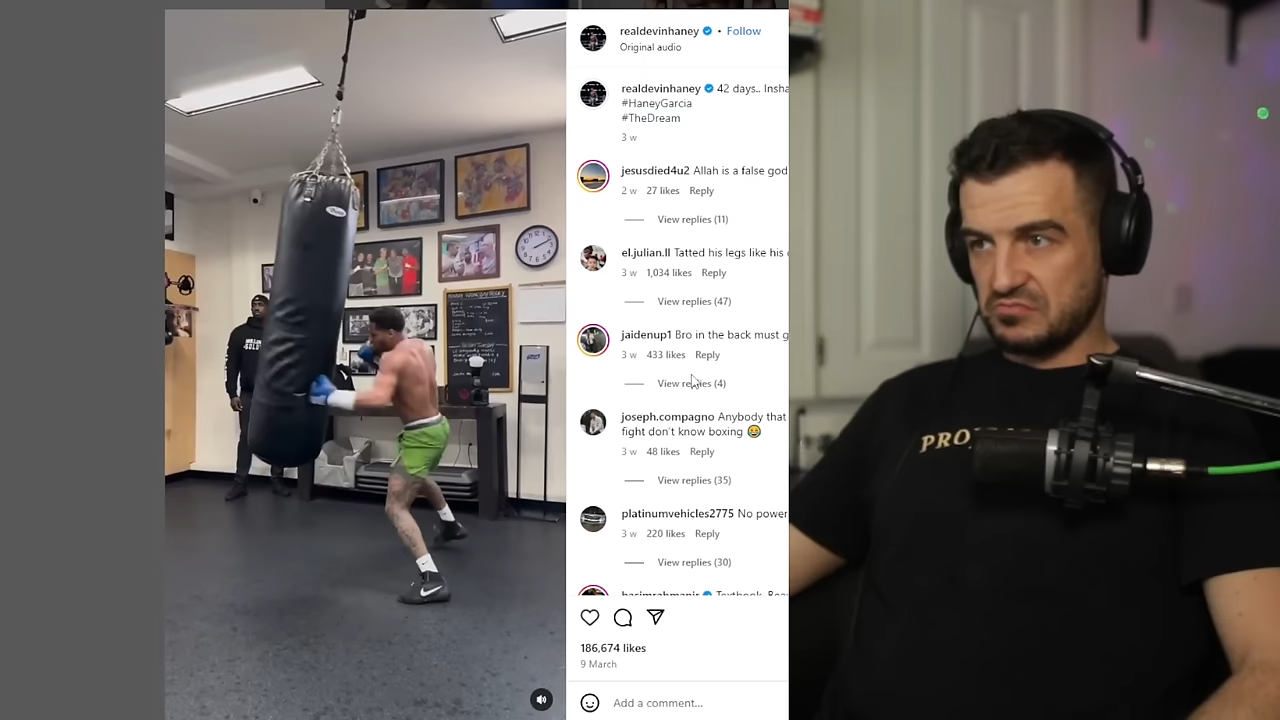 realdevinhaney • Follow
Original audio
realdevinhaney 42 days.. Insha
#HaneyGarcia
#TheDream
3 w
jesusdied4u2 Allah is a false god
2 w 27 likes Reply
View replies (11)
el.julian.ll Tatted his legs like his
3 w 1,034 likes Reply
View replies (47)
jaidenup1 Bro in the back must g
3 w 433 likes Reply
View replies (4)
joseph.compagno Anybody that
fight don't know boxing 😂
3 w 48 likes Reply
View replies (35)
platinumvehicles2775 No power
3 w 220 likes Reply
View replies (30)
186,674 likes
9 March
Add a comment...
PRO